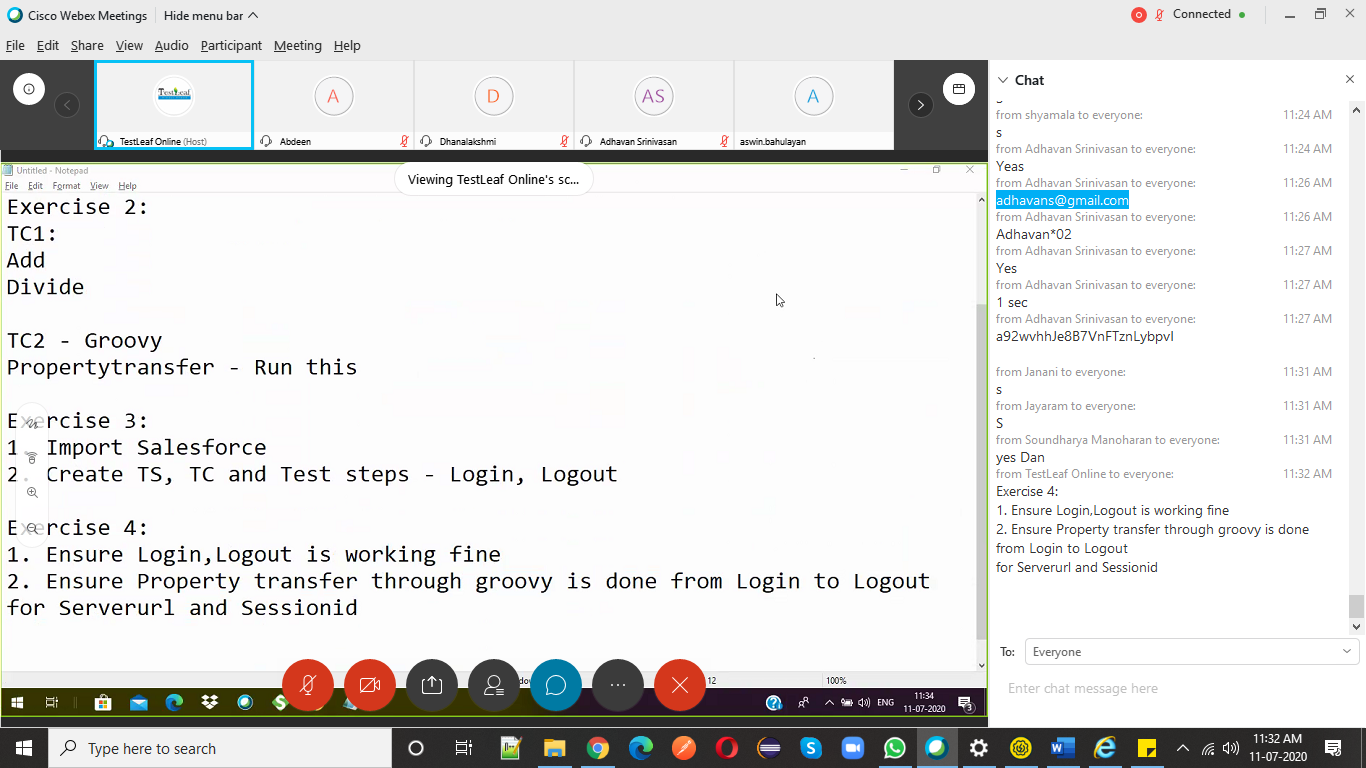 Cisco Webex Meetings
Hide menu bar
Connected
File Edit Share View Audio Participant Meeting Help
TestLeaf
A
D
AS
A
TestLeaf Online (Host)
Abdeen
Dhanalakshmi
Adhavan Srinivasan
aswin.bahulayan
Untitled - Notepad
Viewing TestLeaf Online's sc...
File Edit Format View Help
Exercise 2:
TC1:
Add
Divide
TC2 - Groovy
Propertytransfer - Run this
Exercise 3:
1. Import Salesforce
2. Create TS, TC and Test steps - Login, Logout
Exercise 4:
1. Ensure Login,Logout is working fine
2. Ensure Property transfer through groovy is done from Login to Logout
for Serverurl and Sessionid
12
100%
ENG
11:34
11-07-2020
3
Chat
s
from shyamala to everyone: 11:24 AM
s
from Adhavan Srinivasan to everyone: 11:24 AM
Yeas
from Adhavan Srinivasan to everyone: 11:26 AM
adhavans@gmail.com
from Adhavan Srinivasan to everyone: 11:26 AM
Adhavan*02
from Adhavan Srinivasan to everyone: 11:27 AM
Yes
from Adhavan Srinivasan to everyone: 11:27 AM
1 sec
from Adhavan Srinivasan to everyone: 11:27 AM
a92wvhhJe8B7VnFTznLybpvI
from Janani to everyone: 11:31 AM
s
from Jayaram to everyone: 11:31 AM
S
from Soundharya Manoharan to everyone: 11:31 AM
yes Dan
from TestLeaf Online to everyone: 11:32 AM
Exercise 4:
1. Ensure Login,Logout is working fine
2. Ensure Property transfer through groovy is done
from Login to Logout
for Serverurl and Sessionid
To: Everyone
Enter chat message here
Type here to search
11:32 AM
11-07-2020